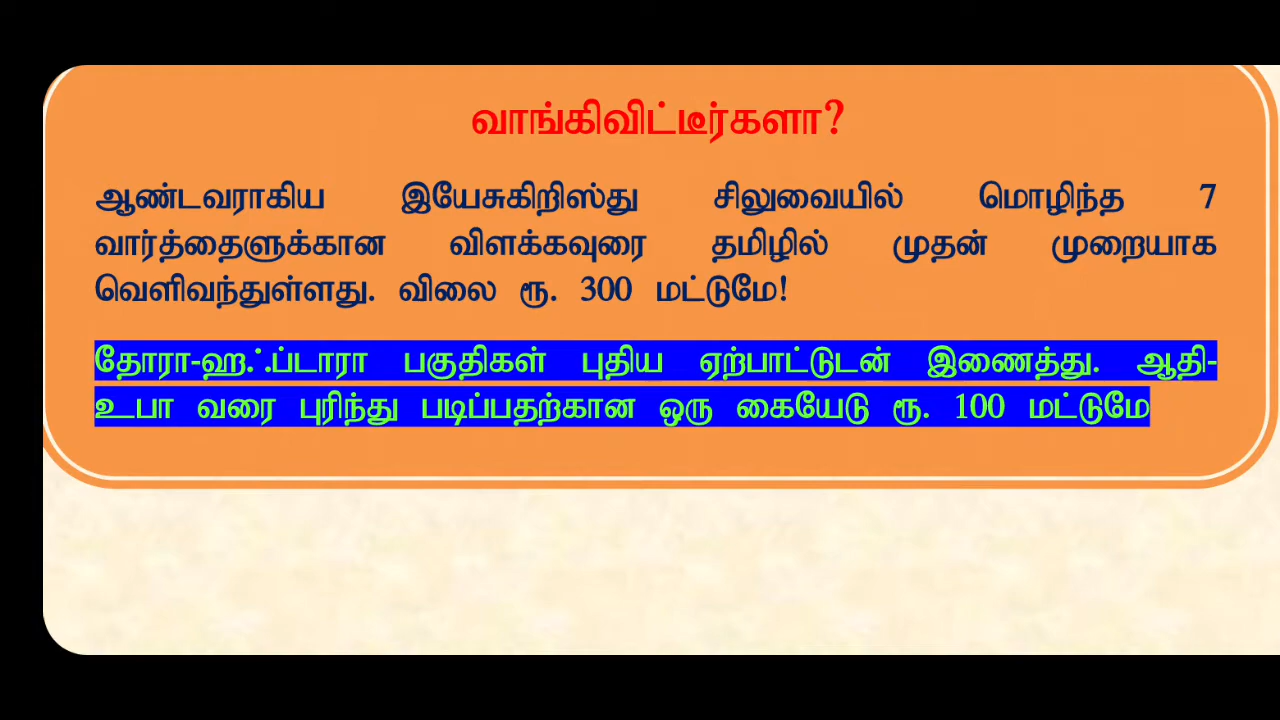 வாங்கிவிட்டீர்களா?
ஆண்டவராகிய இயேசுகிறிஸ்து சிலுவையில் மொழிந்த 7
வார்த்தைளுக்கான விளக்கவுரை தமிழில் முதன் முறையாக
வெளிவந்துள்ளது. விலை ரூ. 300 மட்டுமே!
தோரா-ஹஃப்டாரா பகுதிகள் புதிய ஏற்பாட்டுடன் இணைத்து. ஆதி-
உபா வரை புரிந்து படிப்பதற்கான ஒரு கையேடு ரூ. 100 மட்டுமே